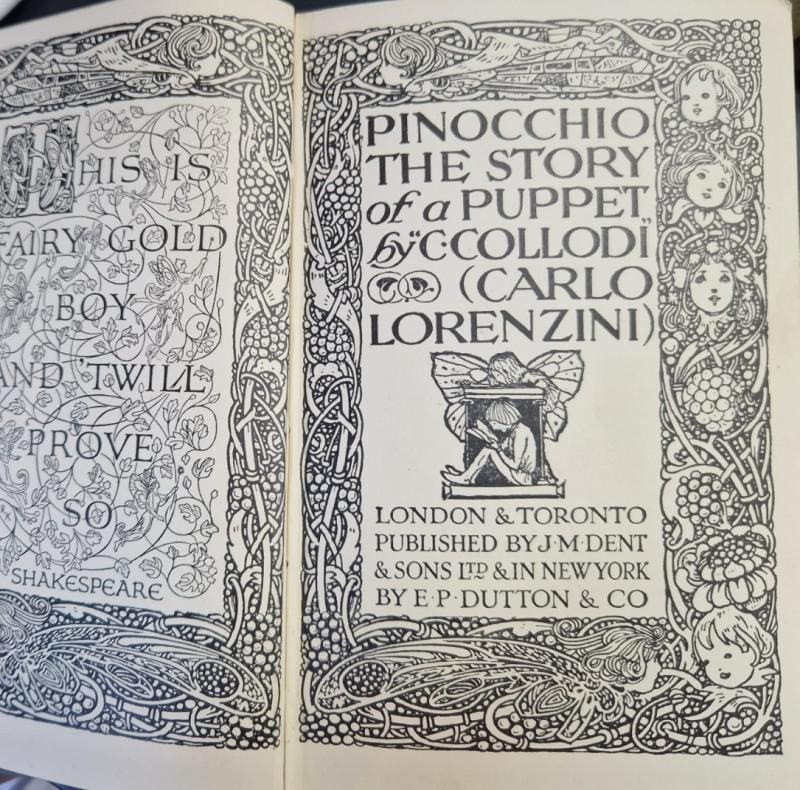 THIS IS
FAIRY GOLD
BOY
AND 'TWILL
PROVE
SO
SHAKESPEARE
PINOCCHIO
THE STORY
of a PUPPET
by "C·COLLODI"
(CARLO
LORENZINI)
LONDON & TORONTO
PUBLISHED BY J·M·DENT
& SONS LTD & IN NEW YORK
BY E·P·DUTTON & CO